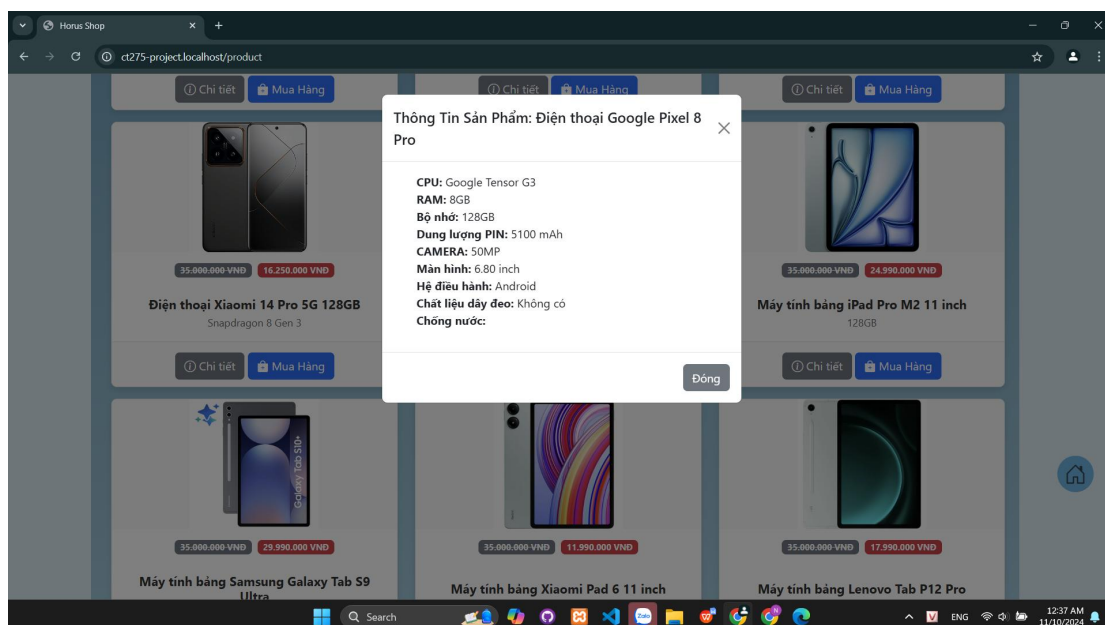 Horus Shop
ct275-project.localhost/product
Chi tiết Mua Hàng
Chi tiết Mua Hàng
Chi tiết Mua Hàng
Thông Tin Sản Phẩm: Điện thoại Google Pixel 8
Pro
CPU: Google Tensor G3
RAM: 8GB
Bộ nhớ: 128GB
Dung lượng PIN: 5100 mAh
CAMERA: 50MP
Màn hình: 6.80 inch
Hệ điều hành: Android
Chất liệu dây đeo: Không có
Chống nước:
Đóng
35.000.000 VNĐ 16.250.000 VNĐ
Điện thoại Xiaomi 14 Pro 5G 128GB
Snapdragon 8 Gen 3
Chi tiết Mua Hàng
35.000.000 VNĐ 24.990.000 VNĐ
Máy tính bảng iPad Pro M2 11 inch
128GB
Chi tiết Mua Hàng
Galaxy Tab S10+
35.000.000 VNĐ 29.990.000 VNĐ
Máy tính bảng Samsung Galaxy Tab S9
Ultra
35.000.000 VNĐ 11.990.000 VNĐ
Máy tính bảng Xiaomi Pad 6 11 inch
35.000.000 VNĐ 17.990.000 VNĐ
Máy tính bảng Lenovo Tab P12 Pro
Search
Zalo
ENG
12:37 AM
11/10/2024